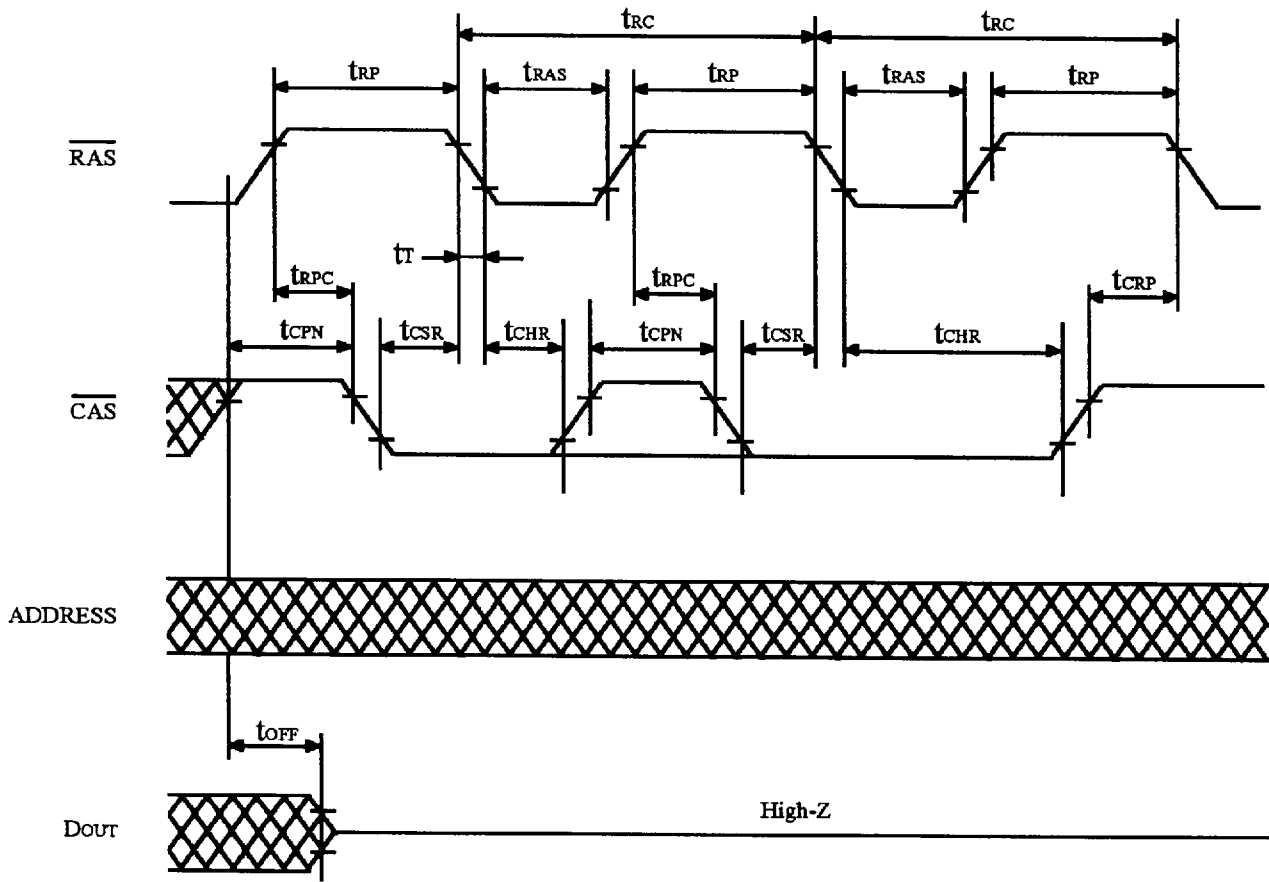 tRC tRC
tRP tRAS tRP tRAS tRP
RAS
tT
tRPC tRPC tCRP
tCPN tCSR tCHR tCPN tCSR tCHR
CAS
ADDRESS
tOFF
High-Z
DOUT